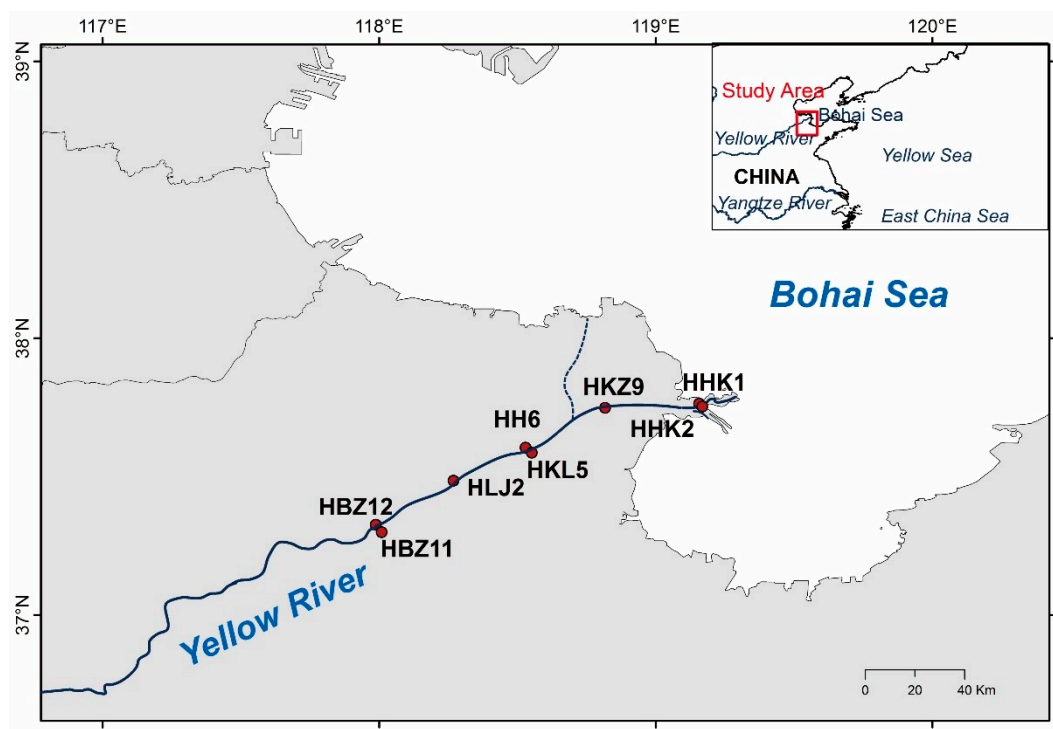 117°E
118°E
119°E
120°E
39°N
38°N
37°N
Study Area
Bohai Sea
Yellow River
Yellow Sea
CHINA
Yangtze River
East China Sea
Bohai Sea
HKZ9
HHK1
HH6
HHK2
HKL5
HLJ2
HBZ12
HBZ11
Yellow River
0 20 40 Km